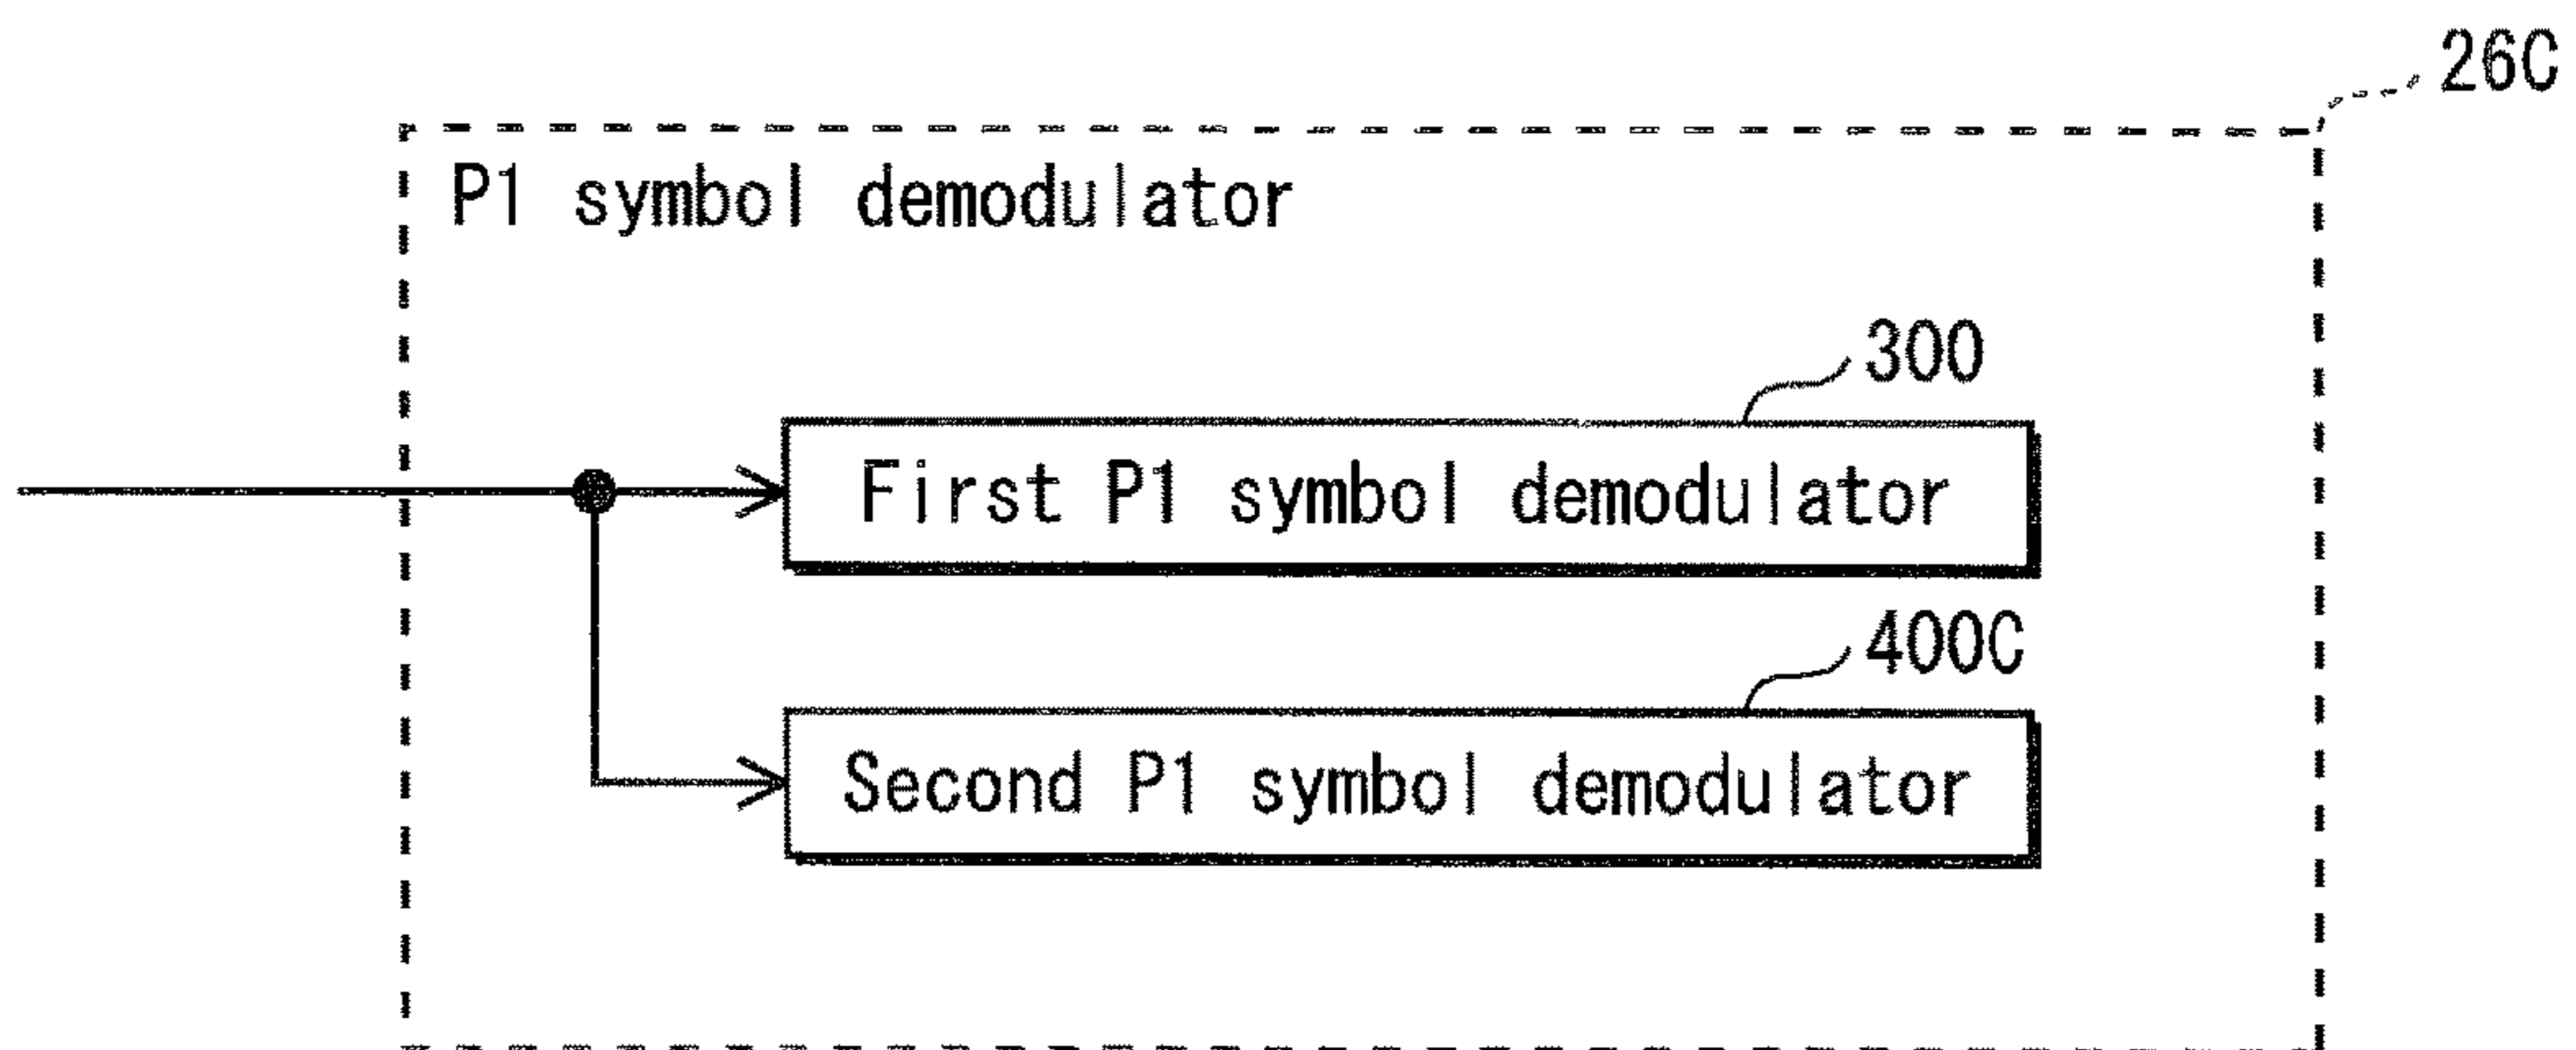 26C
P1 symbol demodulator
300
First P1 symbol demodulator
400C
Second P1 symbol demodulator